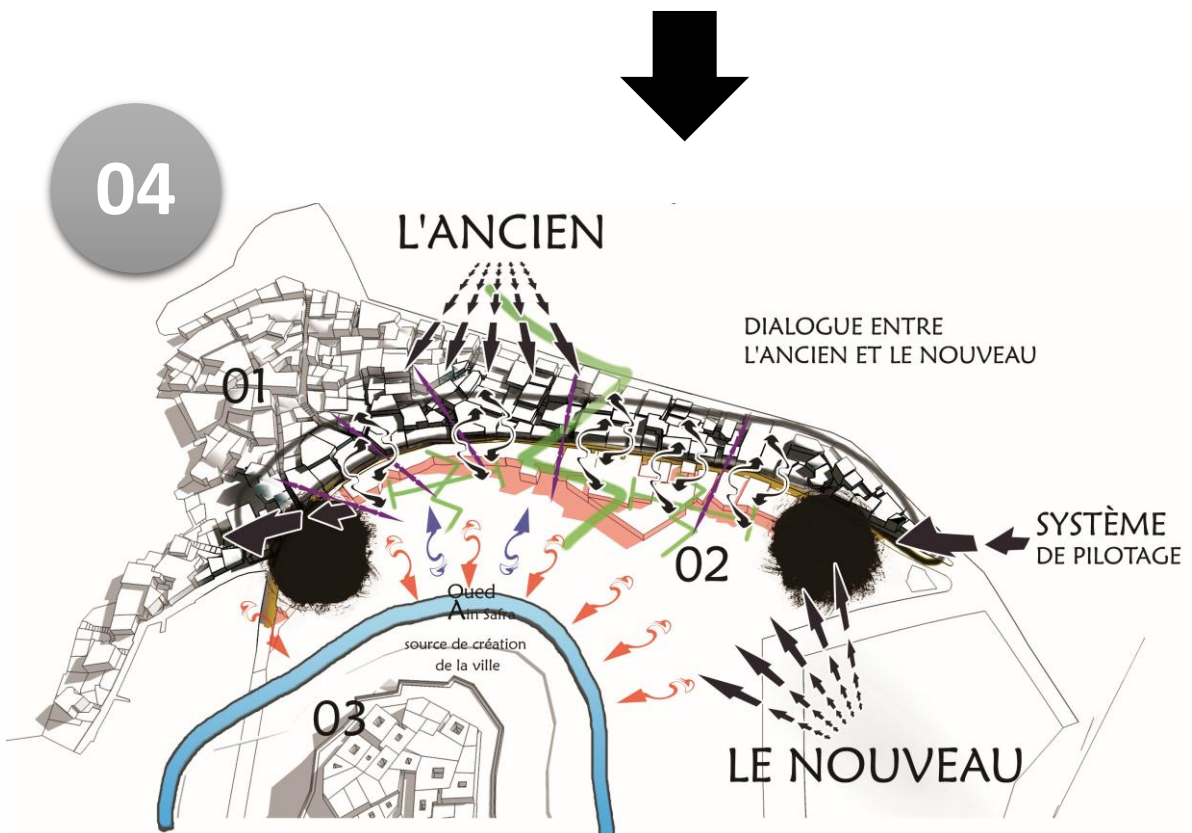 04
L'ANCIEN
DIALOGUE ENTRE
L'ANCIEN ET LE NOUVEAU
01
SYSTÈME
DE PILOTAGE
02
Oued
Ain Safra
source de création
de la ville
03
LE NOUVEAU